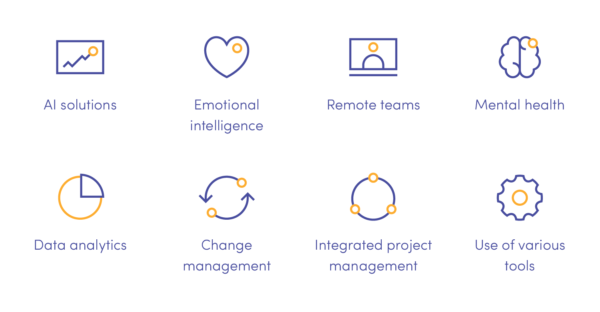 AI solutions
Emotional
intelligence
Remote teams
Mental health
Data analytics
Change
management
Integrated project
management
Use of various
tools